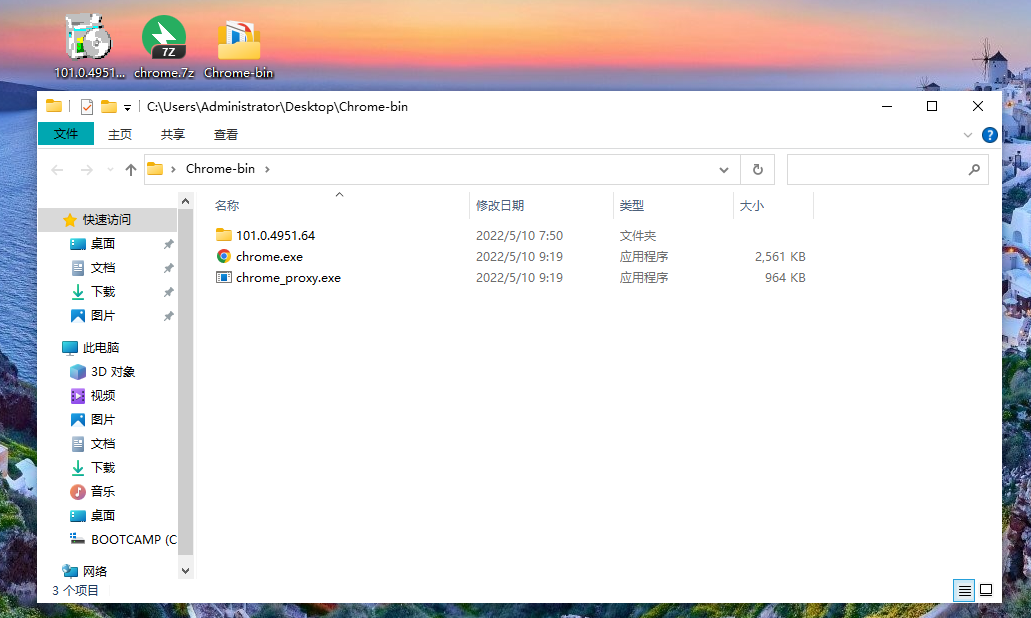 7Z
101.0.4951... chrome.7z Chrome-bin
C:\Users\Administrator\Desktop\Chrome-bin
文件 主页 共享 查看
Chrome-bin
名称 修改日期 类型 大小
快速访问
桌面
文档
下载
图片
此电脑
3D 对象
视频
图片
文档
下载
音乐
桌面
BOOTCAMP (C
网络
101.0.4951.64 2022/5/10 7:50 文件夹
chrome.exe 2022/5/10 9:19 应用程序 2,561 KB
chrome_proxy.exe 2022/5/10 9:19 应用程序 964 KB
3 个项目